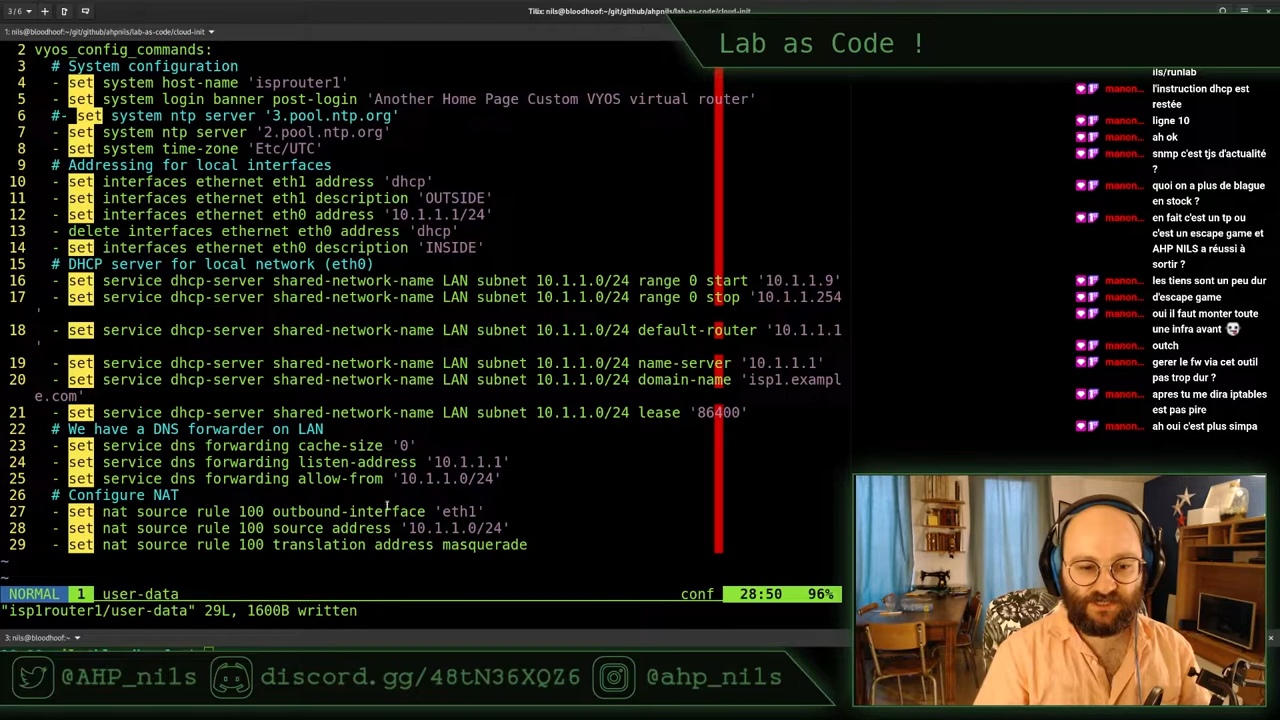 3/6
Tilix: nils@bloodhoof:~/git/github/ahpnils/lab-as-code/cloud-init
1: nils@bloodhoof:~/git/github/ahpnils/lab-as-code/cloud-init
Lab as Code !
2 vyos_config_commands:
3 # System configuration
4 - set system host-name 'isprouter1'
5 - set system login banner post-login 'Another Home Page Custom VYOS virtual router'
6 #- set system ntp server '3.pool.ntp.org'
7 - set system ntp server '2.pool.ntp.org'
8 - set system time-zone 'Etc/UTC'
9 # Addressing for local interfaces
10 - set interfaces ethernet eth1 address 'dhcp'
11 - set interfaces ethernet eth1 description 'OUTSIDE'
12 - set interfaces ethernet eth0 address '10.1.1.1/24'
13 - delete interfaces ethernet eth0 address 'dhcp'
14 - set interfaces ethernet eth0 description 'INSIDE'
15 # DHCP server for local network (eth0)
16 - set service dhcp-server shared-network-name LAN subnet 10.1.1.0/24 range 0 start '10.1.1.9'
17 - set service dhcp-server shared-network-name LAN subnet 10.1.1.0/24 range 0 stop '10.1.1.254
'
18 - set service dhcp-server shared-network-name LAN subnet 10.1.1.0/24 default-router '10.1.1.1
'
19 - set service dhcp-server shared-network-name LAN subnet 10.1.1.0/24 name-server '10.1.1.1'
20 - set service dhcp-server shared-network-name LAN subnet 10.1.1.0/24 domain-name 'isp1.exampl
e.com'
21 - set service dhcp-server shared-network-name LAN subnet 10.1.1.0/24 lease '86400'
22 # We have a DNS forwarder on LAN
23 - set service dns forwarding cache-size '0'
24 - set service dns forwarding listen-address '10.1.1.1'
25 - set service dns forwarding allow-from '10.1.1.0/24'
26 # Configure NAT
27 - set nat source rule 100 outbound-interface 'eth1'
28 - set nat source rule 100 source address '10.1.1.0/24'
29 - set nat source rule 100 translation address masquerade
~
~
NORMAL 1 user-data conf 28:50 96%
"isp1router1/user-data" 29L, 1600B written
3: nils@bloodhoof:~
ils/runlab
manon... l'instruction dhcp est
restée
manon... ligne 10
manon... ah ok
manon... snmp c'est tjs d'actualité
?
manon... quoi on a plus de blague
en stock ?
manon... en fait c'est un tp ou
c'est un escape game et
AHP NILS a réussi à
sortir ?
manon... les tiens sont un peu dur
manon... d'escape game
manon... oui il faut monter toute
une infra avant
manon... outch
manon... gerer le fw via cet outil
pas trop dur ?
manon... apres tu me dira iptables
est pas pire
manon... ah oui c'est plus simpa
@AHP_nils
discord.gg/48tN36XQZ6
@ahp_nils